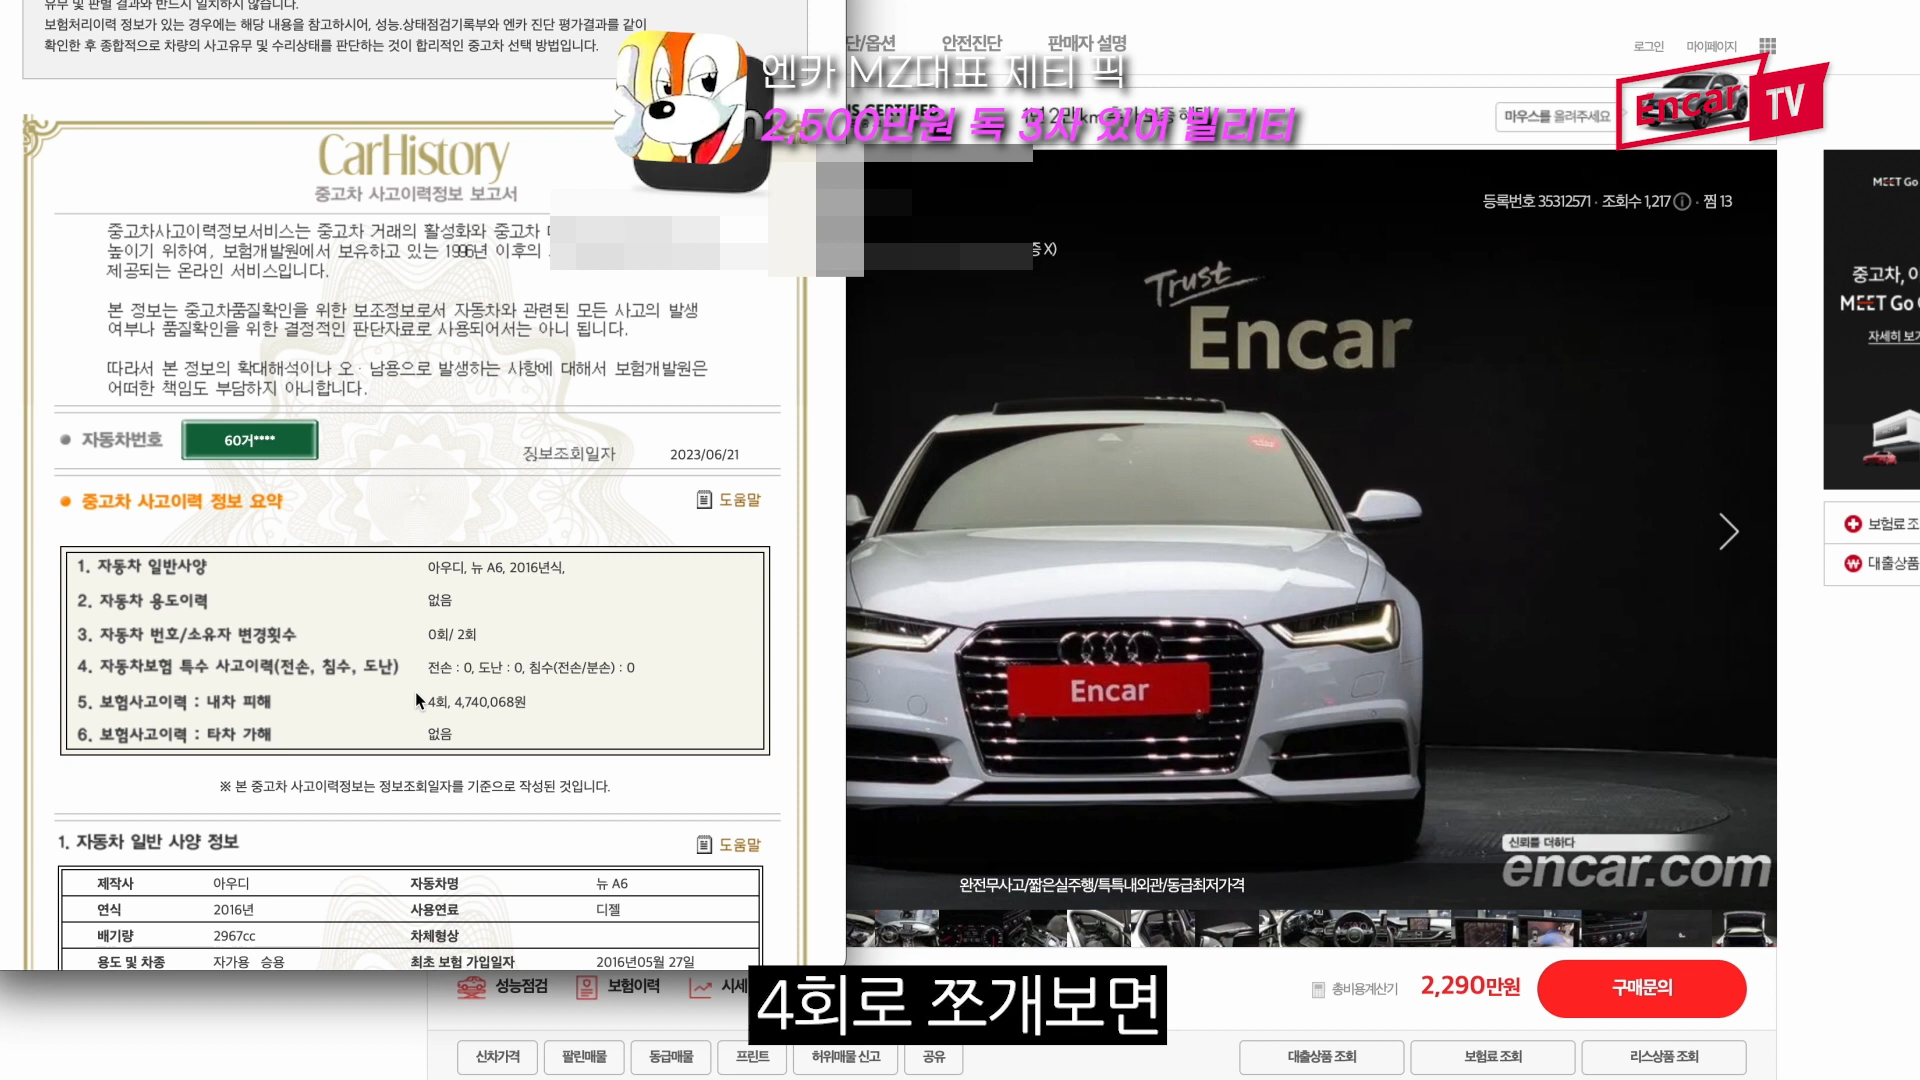 유무 및 판별 결과와 반드시 일치하지 않습니다.
보험처리이력 정보가 있는 경우에는 해당 내용을 참고하시어, 성능.상태점검기록부와 엔카 진단 평가결과를 같이
확인한 후 종합적으로 차량의 사고유무 및 수리상태를 판단하는 것이 합리적인 중고차 선택 방법입니다.
단/옵션 안전진단 판매자 설명
로그인 마이페이지
엔카 MZ대표 제티 픽
2,500만원 독 3사 있어 빌리티
마우스를 올려주세요
Encar TV
CarHistory
중고차 사고이력정보 보고서
중고차사고이력정보서비스는 중고차 거래의 활성화와 중고차
높이기 위하여, 보험개발원에서 보유하고 있는 1996년 이후의
제공되는 온라인 서비스입니다.
본 정보는 중고차품질확인을 위한 보조정보로서 자동차와 관련된 모든 사고의 발생
여부나 품질확인을 위한 결정적인 판단자료로 사용되어서는 아니 됩니다.
따라서 본 정보의 확대해석이나 오·남용으로 발생하는 사항에 대해서 보험개발원은
어떠한 책임도 부담하지 아니합니다.
자동차번호 60거**** 정보조회일자 2023/06/21
중고차 사고이력 정보 요약 도움말
1. 자동차 일반사양 아우디, 뉴 A6, 2016년식,
2. 자동차 용도이력 없음
3. 자동차 번호/소유자 변경횟수 0회/ 2회
4. 자동차보험 특수 사고이력(전손, 침수, 도난) 전손 : 0, 도난 : 0, 침수(전손/분손) : 0
5. 보험사고이력 : 내차 피해 4회, 4,740,068원
6. 보험사고이력 : 타차 가해 없음
※ 본 중고차 사고이력정보는 정보조회일자를 기준으로 작성된 것입니다.
1. 자동차 일반 사양 정보 도움말
제작사 아우디 자동차명 뉴 A6
연식 2016년 사용연료 디젤
배기량 2967cc 차체형상
용도 및 차종 자가용 승용 최초 보험 가입일자 2016년05월 27일
등록번호 35312571 · 조회수 1,217 · 찜 13
증 X)
Trust
Encar
Encar
신뢰를 더하다
encar.com
완전무사고/짧은실주행/특특내외관/동급최저가격
MEET Go
중고차, 이
MEET Go
자세히 보기
보험료 조
대출상품
성능점검 보험이력 시세
총비용계산기 2,290만원 구매문의
4회로 쪼개보면
신차가격 팔린매물 동급매물 프린트 허위매물 신고 공유 대출상품 조회 보험료 조회 리스상품 조회